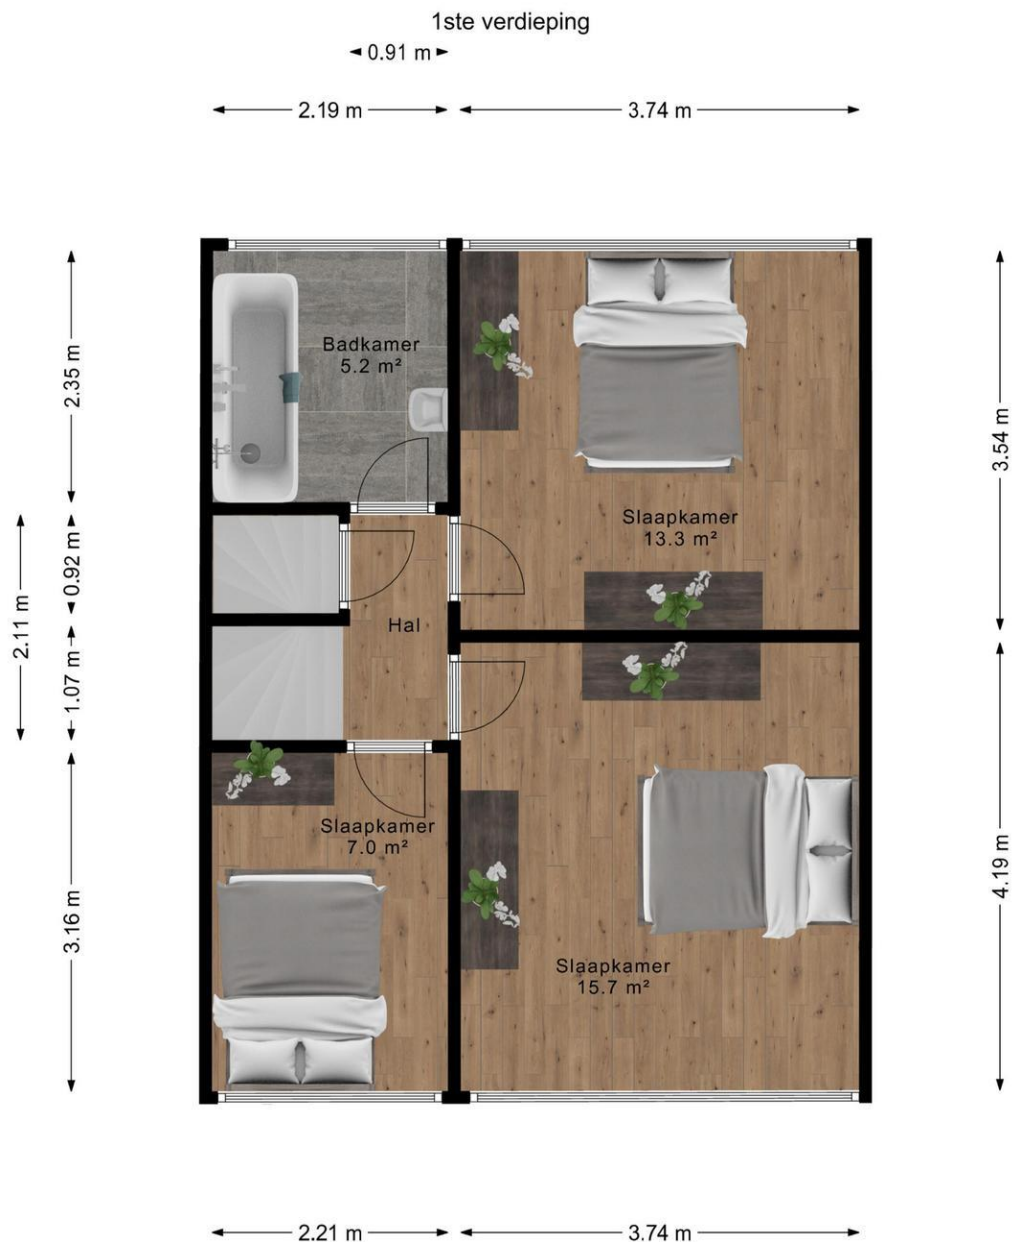 1ste verdieping
0.91 m
2.19 m
3.74 m
2.35 m
3.54 m
Badkamer
5.2 m²
Slaapkamer
13.3 m²
0.92 m
2.11 m
Hal
1.07 m
Slaapkamer
7.0 m²
3.16 m
4.19 m
Slaapkamer
15.7 m²
2.21 m
3.74 m